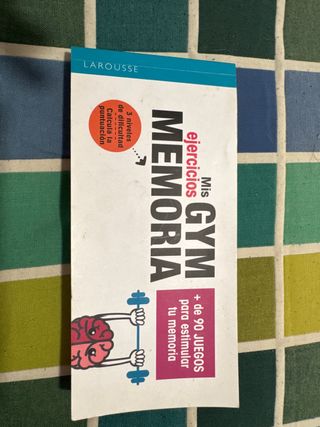 LAROUSSE
3 niveles
de dificultad
Calcula la
puntuación
Mis
ejercicios
GYM
MEMORIA
+ de 90 JUEGOS
para estimular
tu memoria